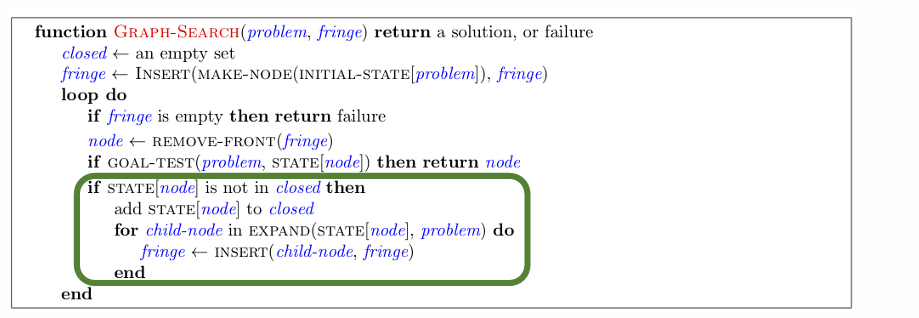 function GRAPH-SEARCH(problem, fringe) return a solution, or failure
closed ← an empty set
fringe ← INSERT(MAKE-NODE(INITIAL-STATE[problem]), fringe)
loop do
if fringe is empty then return failure
node ← REMOVE-FRONT(fringe)
if GOAL-TEST(problem, STATE[node]) then return node
if STATE[node] is not in closed then
add STATE[node] to closed
for child-node in EXPAND(STATE[node], problem) do
fringe ← INSERT(child-node, fringe)
end
end